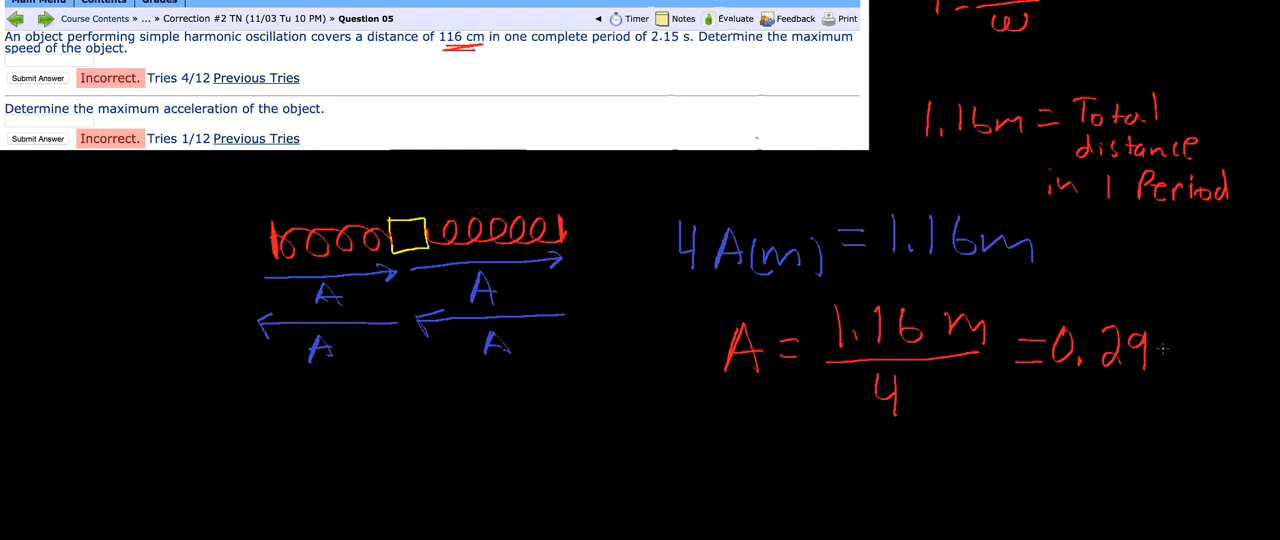 Main Menu Contents Grades
Course Contents » ... » Correction #2 TN (11/03 Tu 10 PM) » Question 05
Timer Notes Evaluate Feedback Print
An object performing simple harmonic oscillation covers a distance of 116 cm in one complete period of 2.15 s. Determine the maximum
speed of the object.
Submit Answer Incorrect. Tries 4/12 Previous Tries
Determine the maximum acceleration of the object.
Submit Answer Incorrect. Tries 1/12 Previous Tries
ω
1.16m = Total
distance
in 1 Period
4A(m) = 1.16m
A A
A A
A = 1.16 m / 4 = 0.29